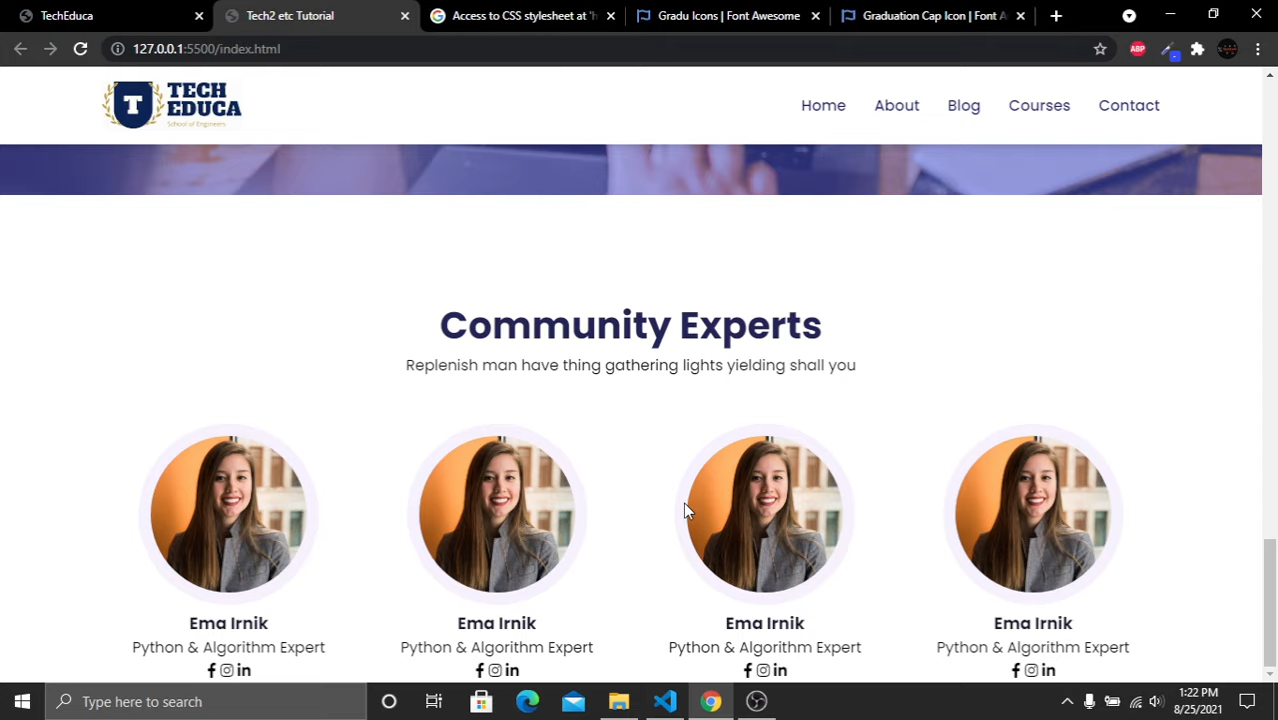 TechEduca
Tech2 etc Tutorial
Access to CSS stylesheet at 'h
Gradu Icons | Font Awesome
Graduation Cap Icon | Font A
127.0.0.1:5500/index.html
ABP
T
TECH
EDUCA
School of Engineers
Home
About
Blog
Courses
Contact
Community Experts
Replenish man have thing gathering lights yielding shall you
Ema Irnik
Python & Algorithm Expert
Ema Irnik
Python & Algorithm Expert
Ema Irnik
Python & Algorithm Expert
Ema Irnik
Python & Algorithm Expert
Type here to search
1:22 PM
8/25/2021